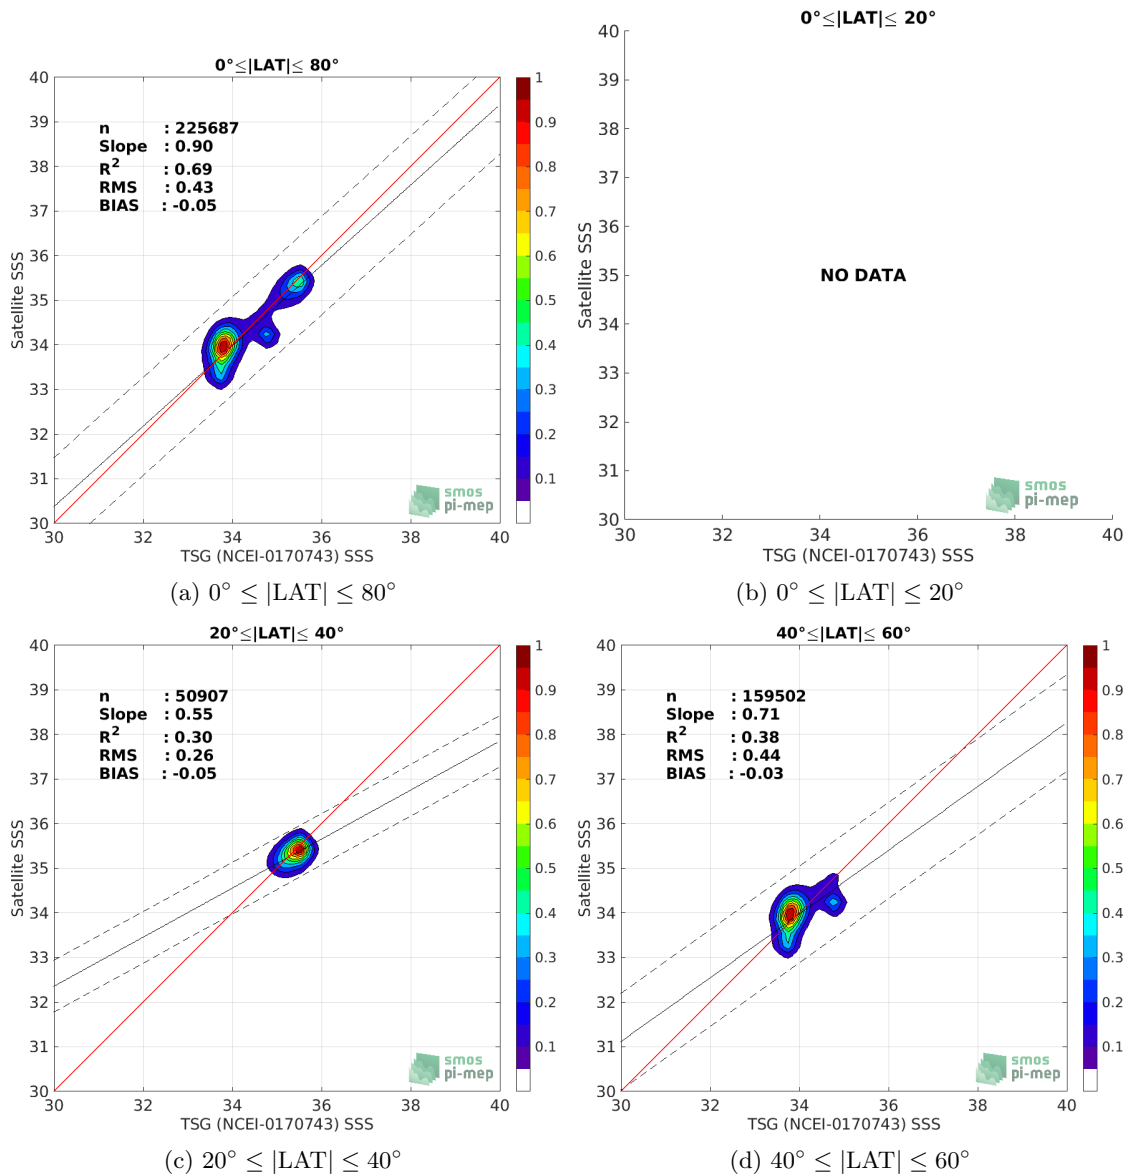 0°≤|LAT|≤ 80°
40
39
38
37
36
35
34
33
32
31
30
Satellite SSS
n : 225687
Slope : 0.90
R² : 0.69
RMS : 0.43
BIAS : -0.05
1
0.9
0.8
0.7
0.6
0.5
0.4
0.3
0.2
0.1
smos
pi-mep
30 32 34 36 38 40
TSG (NCEI-0170743) SSS
(a) 0° ≤ |LAT| ≤ 80°
0°≤|LAT|≤ 20°
40
39
38
37
36
35
34
33
32
31
30
Satellite SSS
NO DATA
smos
pi-mep
30 32 34 36 38 40
TSG (NCEI-0170743) SSS
(b) 0° ≤ |LAT| ≤ 20°
20°≤|LAT|≤ 40°
40
39
38
37
36
35
34
33
32
31
30
Satellite SSS
n : 50907
Slope : 0.55
R² : 0.30
RMS : 0.26
BIAS : -0.05
1
0.9
0.8
0.7
0.6
0.5
0.4
0.3
0.2
0.1
smos
pi-mep
30 32 34 36 38 40
TSG (NCEI-0170743) SSS
(c) 20° ≤ |LAT| ≤ 40°
40°≤|LAT|≤ 60°
40
39
38
37
36
35
34
33
32
31
30
Satellite SSS
n : 159502
Slope : 0.71
R² : 0.38
RMS : 0.44
BIAS : -0.03
1
0.9
0.8
0.7
0.6
0.5
0.4
0.3
0.2
0.1
smos
pi-mep
30 32 34 36 38 40
TSG (NCEI-0170743) SSS
(d) 40° ≤ |LAT| ≤ 60°